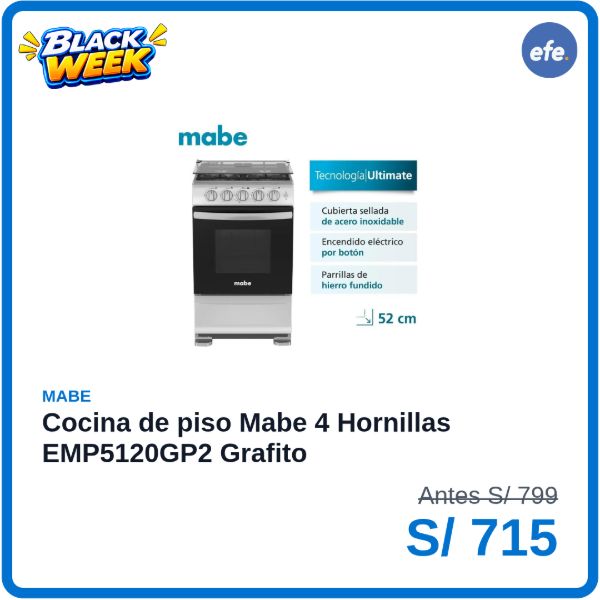 BLACK
WEEK
efe.
mabe
Tecnología|Ultimate
Cubierta sellada
de acero inoxidable
Encendido eléctrico
por botón
Parrillas de
hierro fundido
mabe
52 cm
MABE
Cocina de piso Mabe 4 Hornillas
EMP5120GP2 Grafito
Antes S/ 799
S/ 715